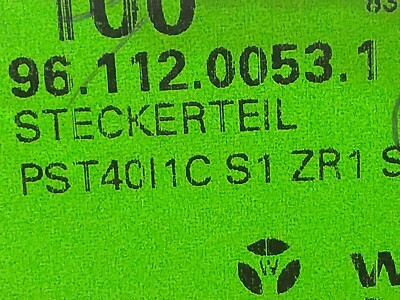 100
96.112.0053.1
STECKERTEIL
PST40I1C S1 ZR1 S
W